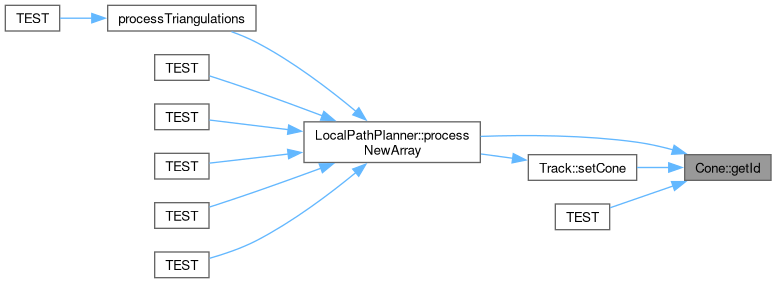 TEST
processTriangulations
TEST
TEST
TEST
TEST
TEST
LocalPathPlanner::process
NewArray
Track::setCone
TEST
Cone::getId